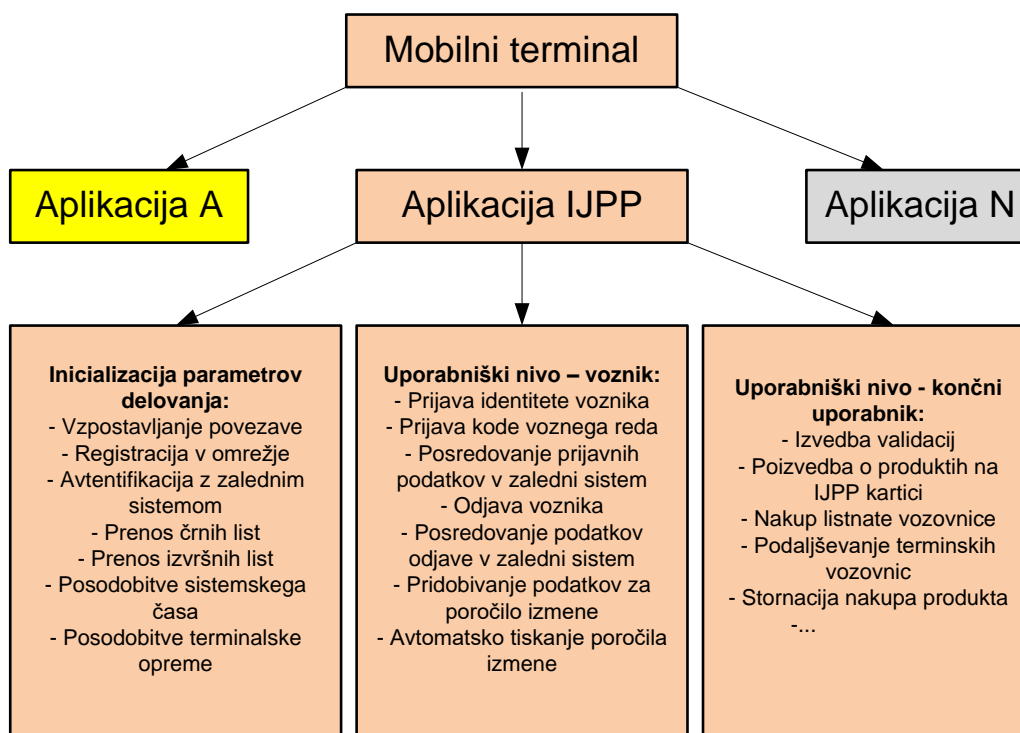 Mobilni terminal
Aplikacija A
Aplikacija IJPP
Aplikacija N
Inicializacija parametrov
delovanja:
- Vzpostavljanje povezave
- Registracija v omrežje
- Avtentifikacija z zalednim
sistemom
- Prenos črnih list
- Prenos izvršnih list
- Posodobitve sistemskega
časa
- Posodobitve terminalske
opreme
Uporabniški nivo – voznik:
- Prijava identitete voznika
- Prijava kode voznega reda
- Posredovanje prijavnih
podatkov v zaledni sistem
- Odjava voznika
- Posredovanje podatkov
odjave v zaledni sistem
- Pridobivanje podatkov za
poročilo izmene
- Avtomatsko tiskanje poročila
izmene
Uporabniški nivo - končni
uporabnik:
- Izvedba validacij
- Poizvedba o produktih na
IJPP kartici
- Nakup listnate vozovnice
- Podaljševanje terminskih
vozovnic
- Stornacija nakupa produkta
-...